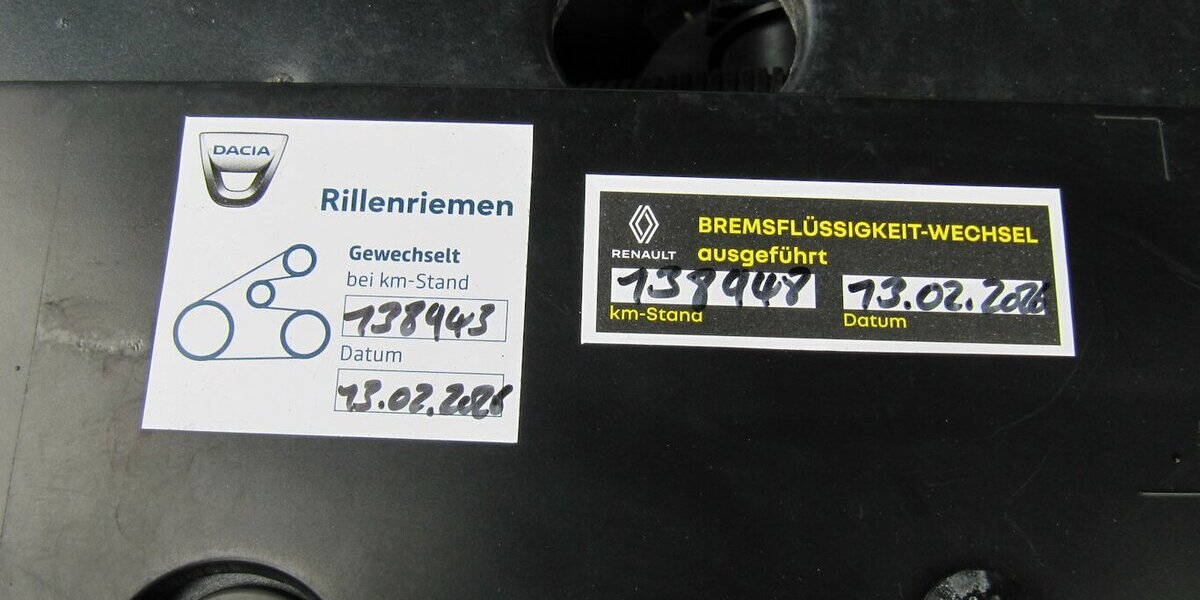 DACIA
Rillenriemen
Gewechselt
bei km-Stand
138943
Datum
13.02.2026
RENAULT
BREMSFLÜSSIGKEIT-WECHSEL
ausgeführt
138948
km-Stand
13.02.2026
Datum